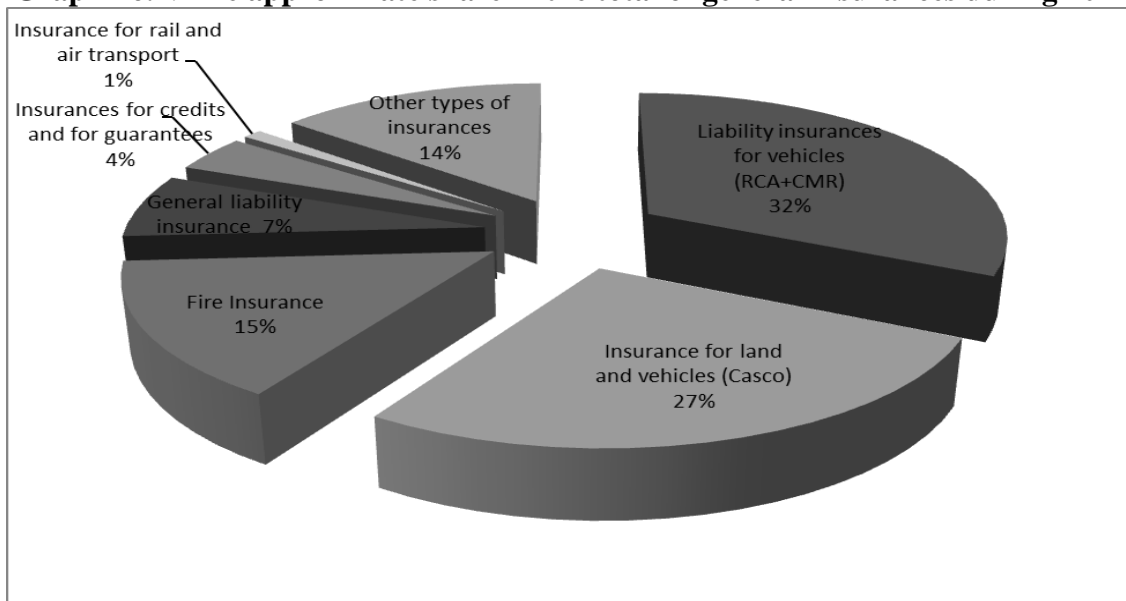 Insurance for rail and
air transport
1%
Insurances for credits
and for guarantees
4%
General liability
insurance 7%
Fire Insurance
15%
Other types of
insurances
14%
Liability insurances
for vehicles
(RCA+CMR)
32%
Insurance for land
and vehicles (Casco)
27%